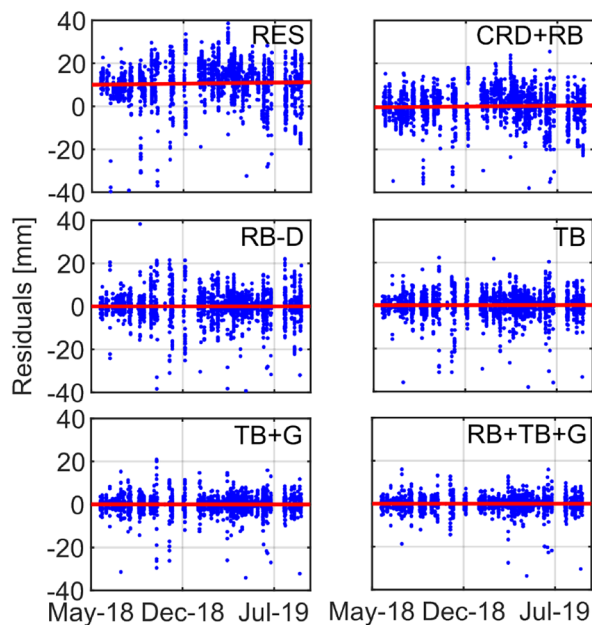 40
20
0
-20
-40
RES
CRD+RB
Residuals [mm]
40
20
0
-20
-40
RB-D
TB
40
20
0
-20
-40
TB+G
RB+TB+G
May-18 Dec-18 Jul-19
May-18 Dec-18 Jul-19